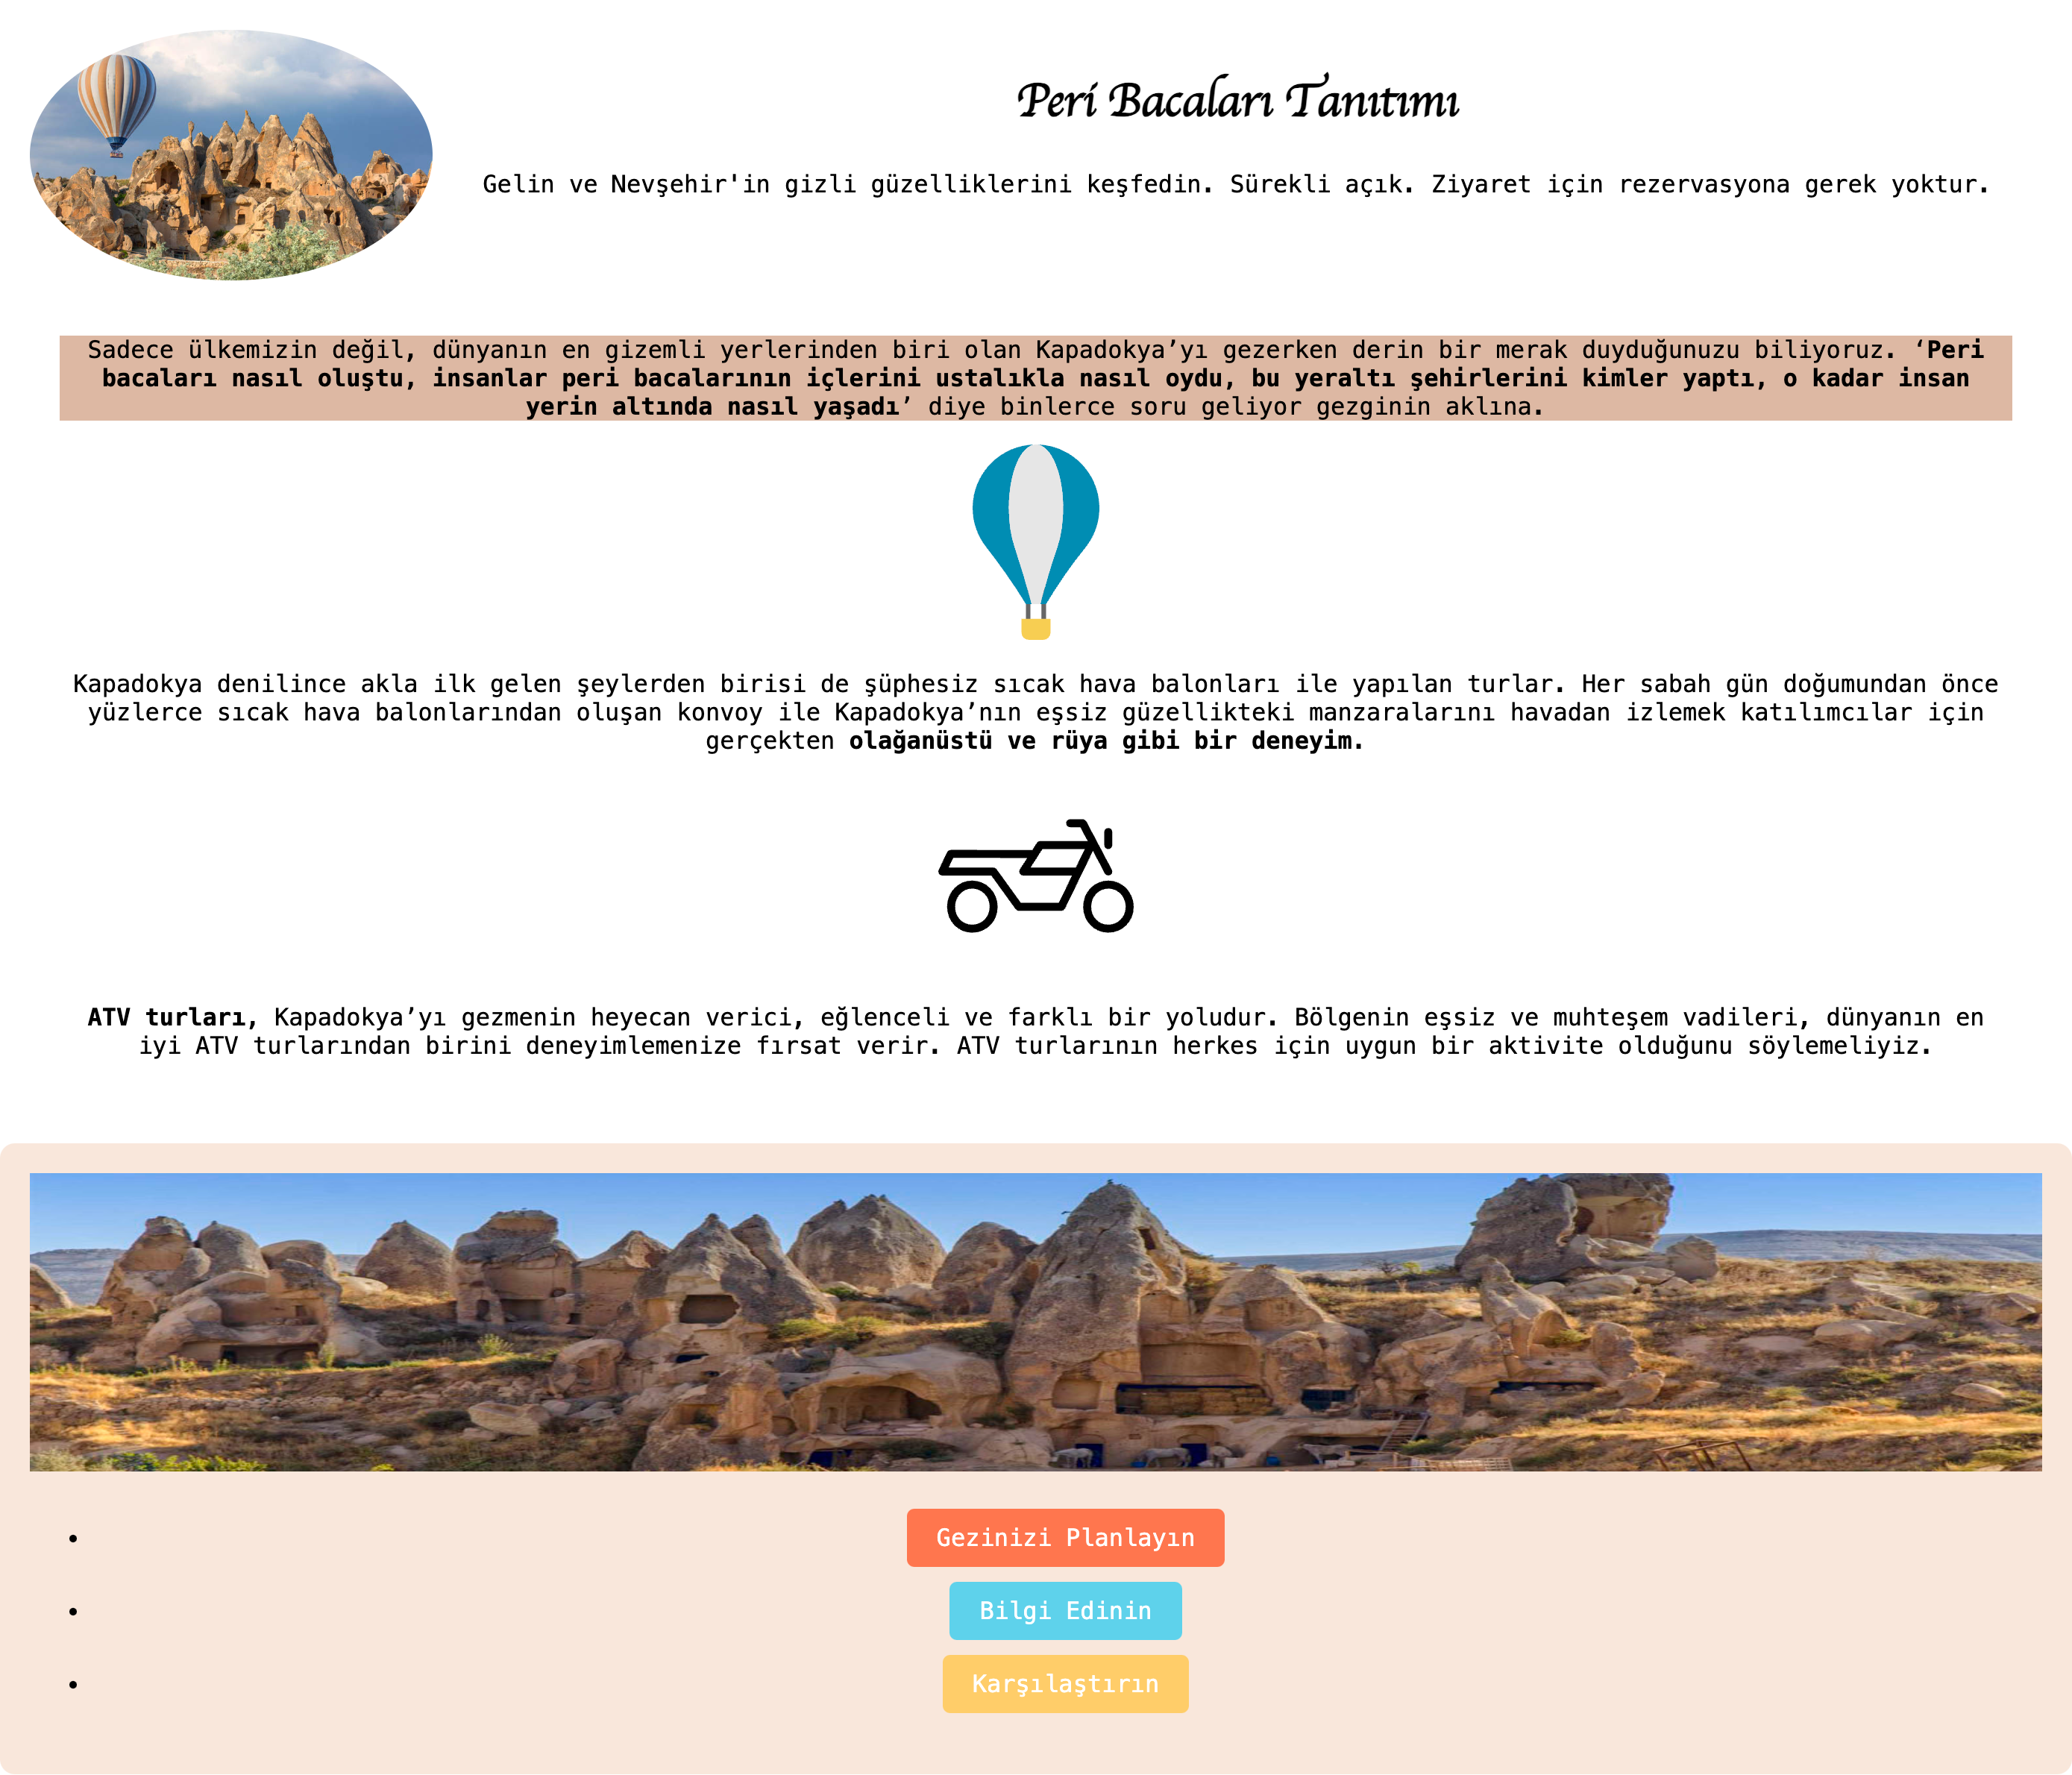 Peri Bacaları Tanıtımı
Gelin ve Nevşehir'in gizli güzelliklerini keşfedin. Sürekli açık. Ziyaret için rezervasyona gerek yoktur.
Sadece ülkemizin değil, dünyanın en gizemli yerlerinden biri olan Kapadokya’yı gezerken derin bir merak duyduğunuzu biliyoruz. ‘Peri
bacaları nasıl oluştu, insanlar peri bacalarının içlerini ustalıkla nasıl oydu, bu yeraltı şehirlerini kimler yaptı, o kadar insan
yerin altında nasıl yaşadı’ diye binlerce soru geliyor gezginin aklına.
Kapadokya denilince akla ilk gelen şeylerden birisi de şüphesiz sıcak hava balonları ile yapılan turlar. Her sabah gün doğumundan önce
yüzlerce sıcak hava balonlarından oluşan konvoy ile Kapadokya’nın eşsiz güzellikteki manzaralarını havadan izlemek katılımcılar için
gerçekten olağanüstü ve rüya gibi bir deneyim.
ATV turları, Kapadokya’yı gezmenin heyecan verici, eğlenceli ve farklı bir yoludur. Bölgenin eşsiz ve muhteşem vadileri, dünyanın en
iyi ATV turlarından birini deneyimlemenize fırsat verir. ATV turlarının herkes için uygun bir aktivite olduğunu söylemeliyiz.
Gezinizi Planlayın
Bilgi Edinin
Karşılaştırın